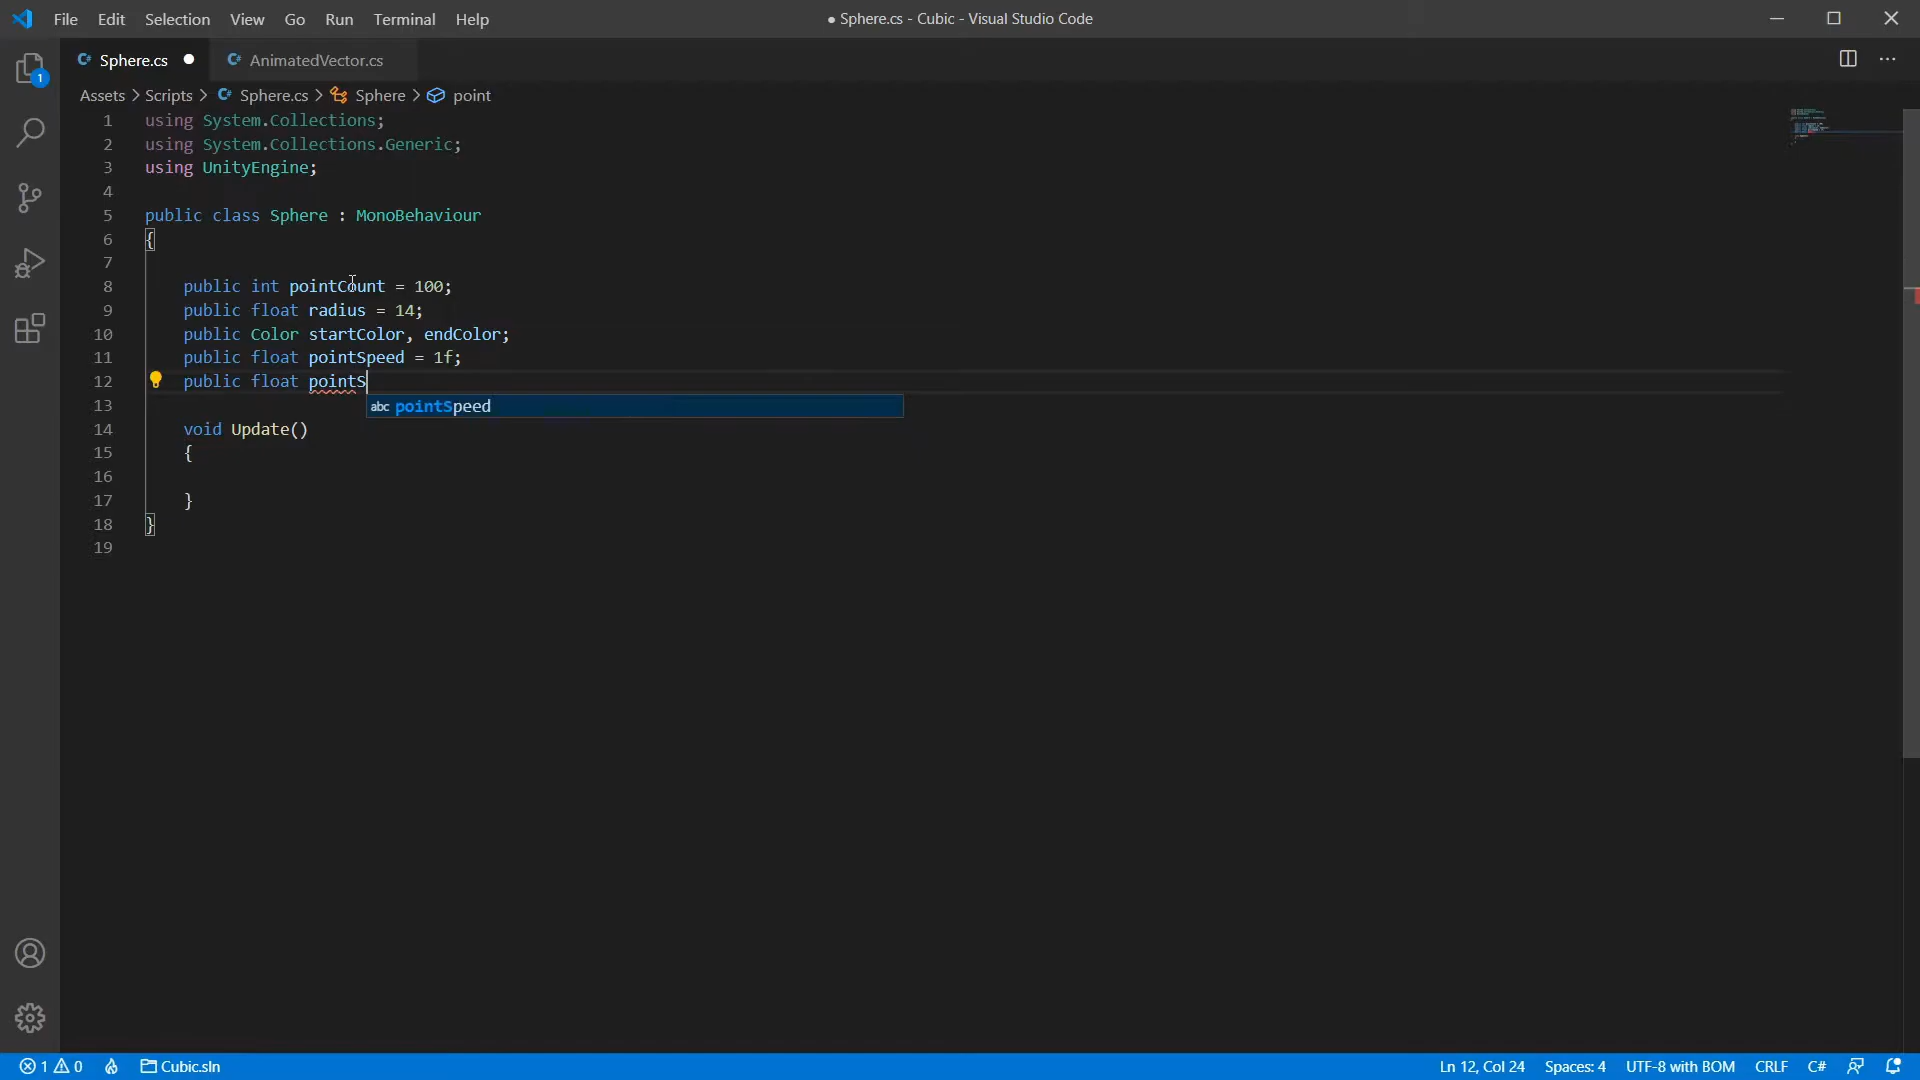 File Edit Selection View Go Run Terminal Help
● Sphere.cs - Cubic - Visual Studio Code
C# Sphere.cs ● C# AnimatedVector.cs
Assets > Scripts > C# Sphere.cs > Sphere > point
1 using System.Collections;
2 using System.Collections.Generic;
3 using UnityEngine;
4
5 public class Sphere : MonoBehaviour
6 {
7
8 public int pointCount = 100;
9 public float radius = 14;
10 public Color startColor, endColor;
11 public float pointSpeed = 1f;
12 public float pointS
13 abc pointSpeed
14 void Update()
15 {
16
17 }
18 }
19
1
1 0 Cubic.sln Ln 12, Col 24 Spaces: 4 UTF-8 with BOM CRLF C#